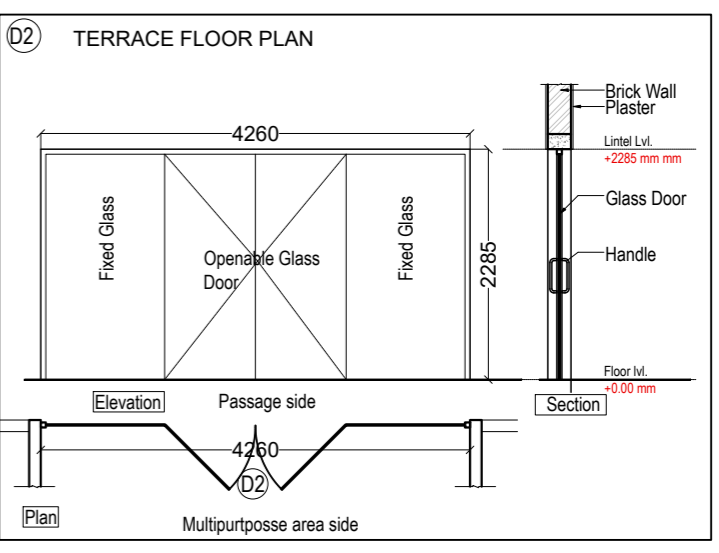 D2 TERRACE FLOOR PLAN
Brick Wall
Plaster
4260
Lintel Lvl.
+2285 mm mm
Fixed Glass
Openable Glass
Door
Fixed Glass
2285
Glass Door
Handle
Floor lvl.
+0.00 mm
Elevation
Passage side
Section
4260
D2
Plan
Multipurtposse area side